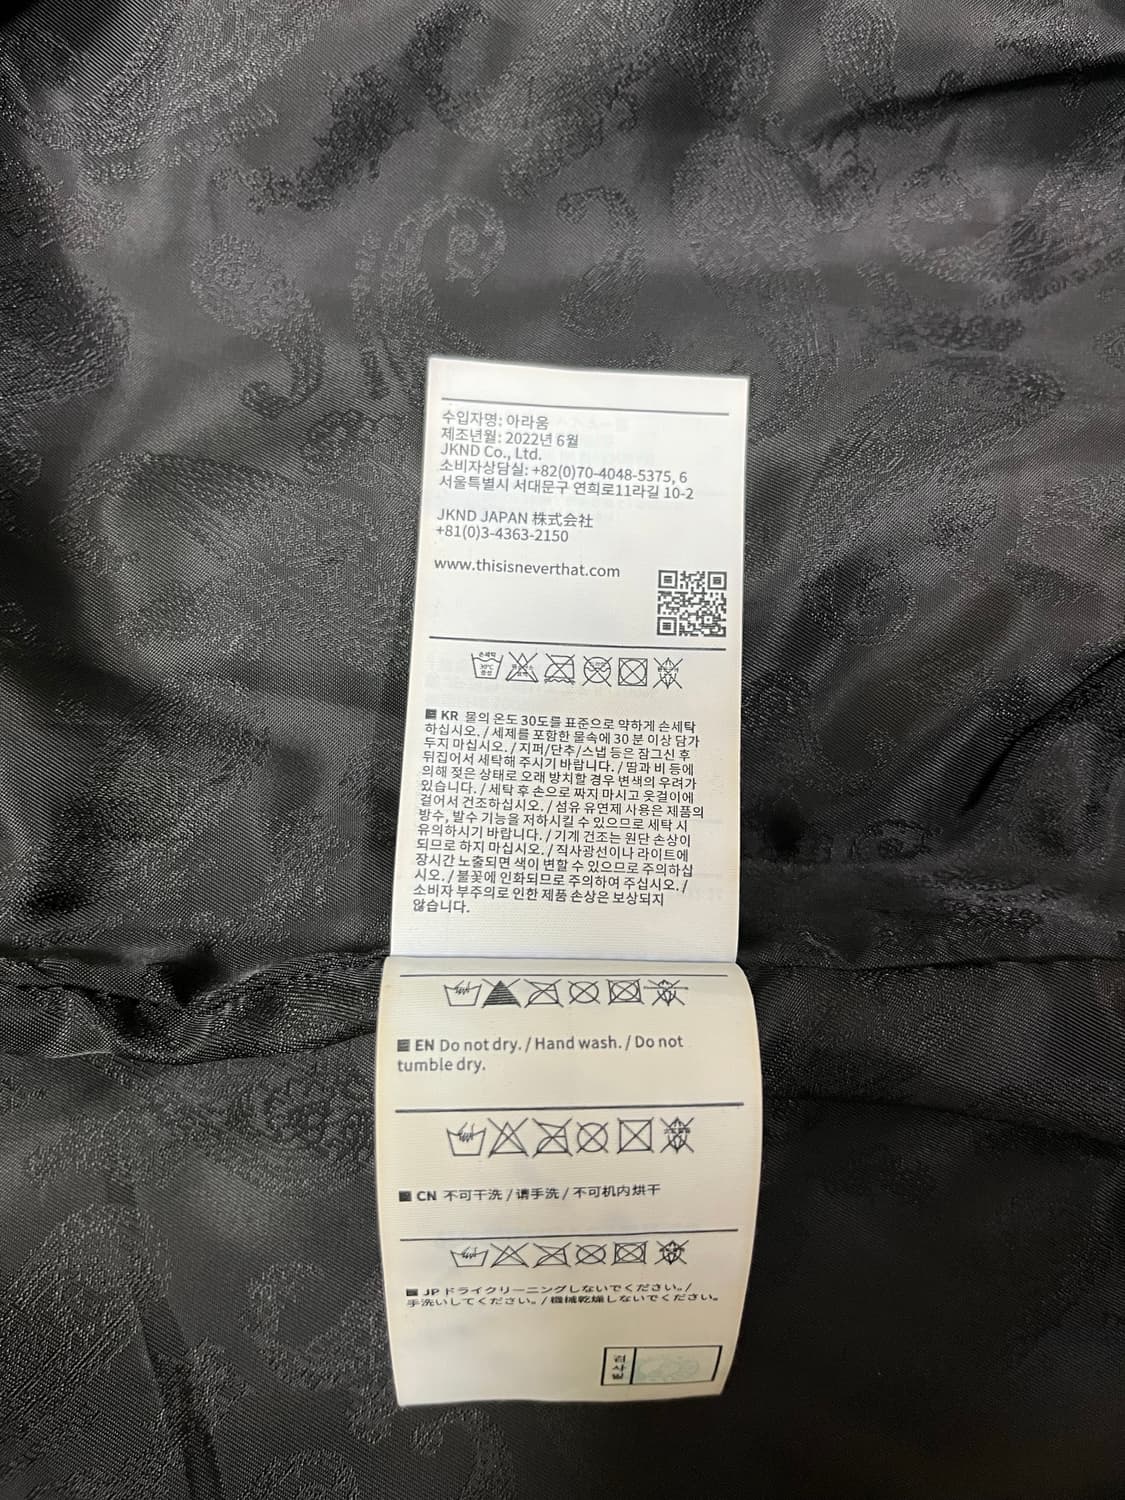 수입자명: 아라움
제조년월: 2022년 6월
JKND Co., Ltd.
소비자상담실: +82(0)70-4048-5375, 6
서울특별시 서대문구 연희로11라길 10-2
JKND JAPAN 株式会社
+81(0)3-4363-2150
www.thisisneverthat.com
손세탁
30℃
중성
KR 물의 온도 30도를 표준으로 약하게 손세탁
하십시오. / 세제를 포함한 물속에 30 분 이상 담가
두지 마십시오. / 지퍼/단추/스냅 등은 잠그신 후
뒤집어서 세탁해 주시기 바랍니다. / 땀과 비 등에
의해 젖은 상태로 오래 방치할 경우 변색의 우려가
있습니다. / 세탁 후 손으로 짜지 마시고 옷걸이에
걸어서 건조하십시오. / 섬유 유연제 사용은 제품의
방수, 발수 기능을 저하시킬 수 있으므로 세탁 시
유의하시기 바랍니다. / 기계 건조는 원단 손상이
되므로 하지 마십시오. / 직사광선이나 라이트에
장시간 노출되면 색이 변할 수 있으므로 주의하십
시오. / 불꽃에 인화되므로 주의하여 주십시오. /
소비자 부주의로 인한 제품 손상은 보상되지
않습니다.
EN Do not dry. / Hand wash. / Do not
tumble dry.
CN 不可干洗 / 请手洗 / 不可机内烘干
JP ドライクリーニングしないでください。/
手洗いしてください。/ 機械乾燥しないでください。
검사필